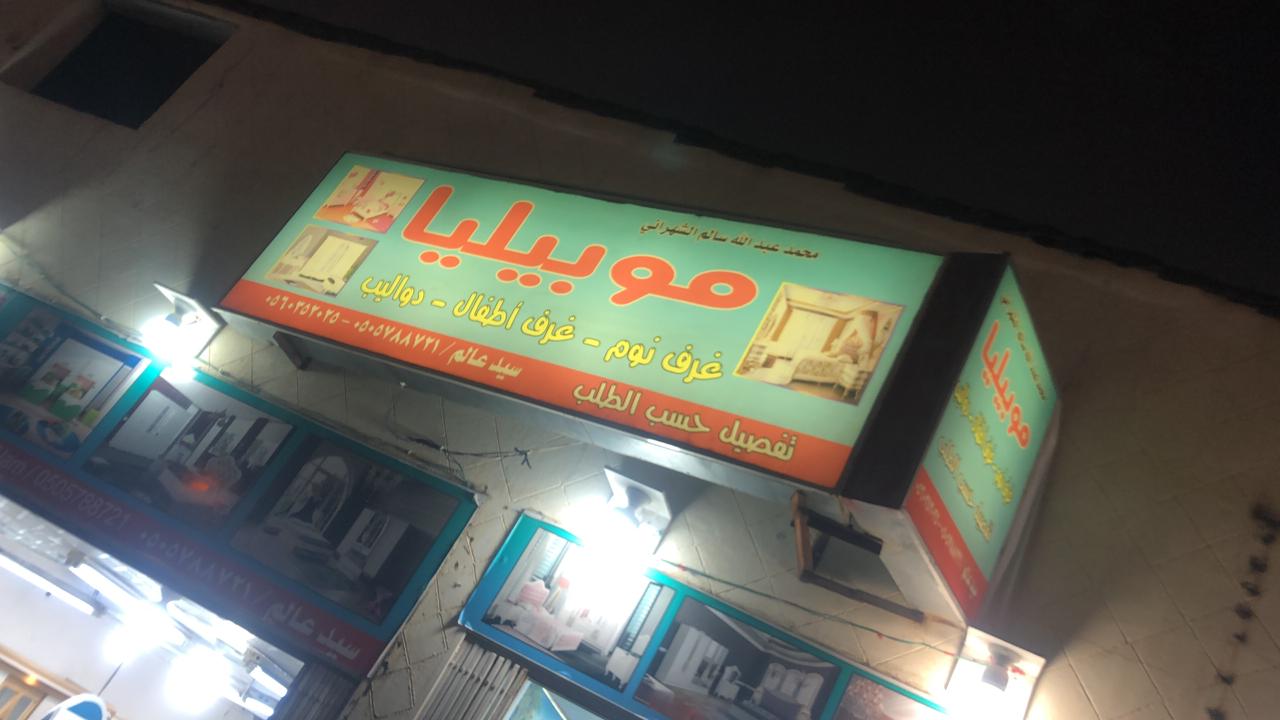 محمد عبد الله سالم الشهراني
موبيليا
غرف نوم - غرف أطفال - دواليب
تفصيل حسب الطلب
سيد عالم/ ٠٥٠٥٧٨٨٧٢١ - ٠٥٦٠٣٥٢٠٢٥
موبيليا
0505788721
سيد عالم/ ٠٥٠٥٧٨٨٧٢١